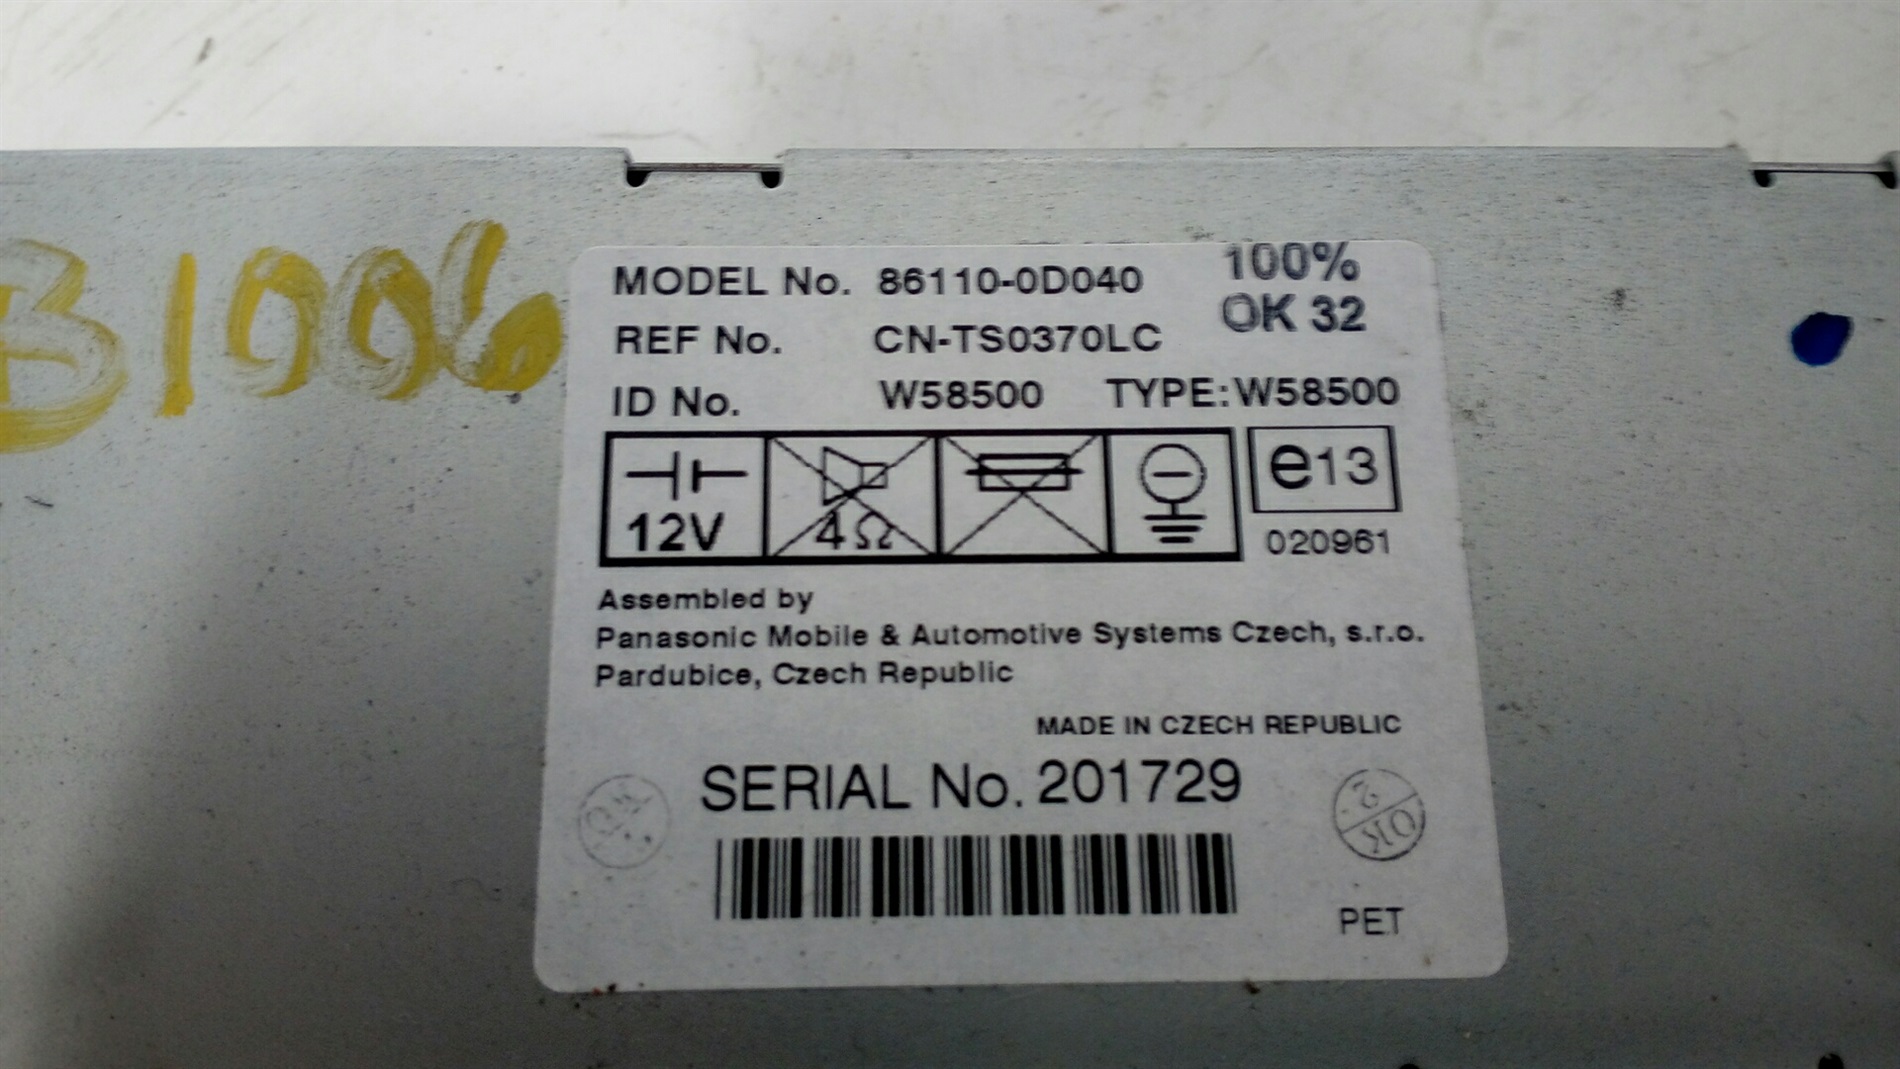 B1006
MODEL No. 86110-0D040
100%
REF No. CN-TS0370LC
OK 32
ID No. W58500 TYPE:W58500
12V
4Ω
e13
020961
Assembled by
Panasonic Mobile & Automotive Systems Czech, s.r.o.
Pardubice, Czech Republic
MADE IN CZECH REPUBLIC
SERIAL No. 201729
2
OK
PET